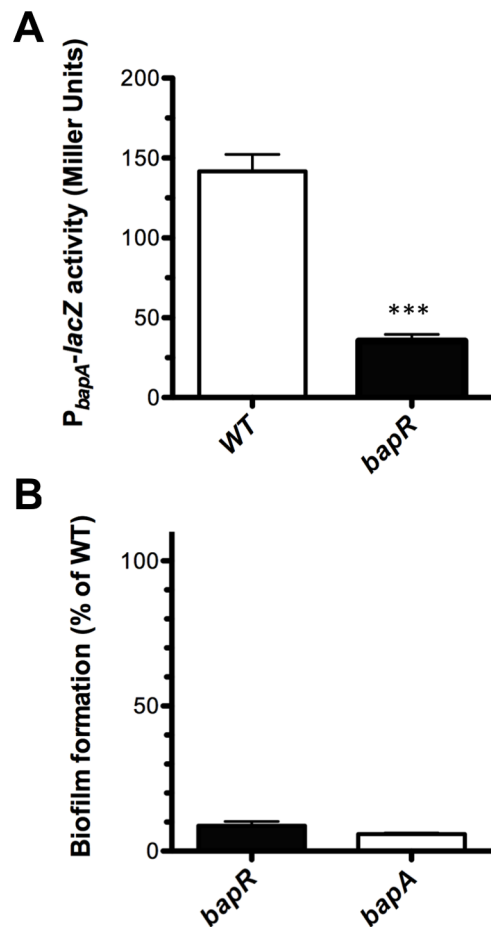 A
P_bapA-lacZ activity (Miller Units)
200
150
100
50
0
***
WT
bapR
B
Biofilm formation (% of WT)
100
50
0
bapR
bapA